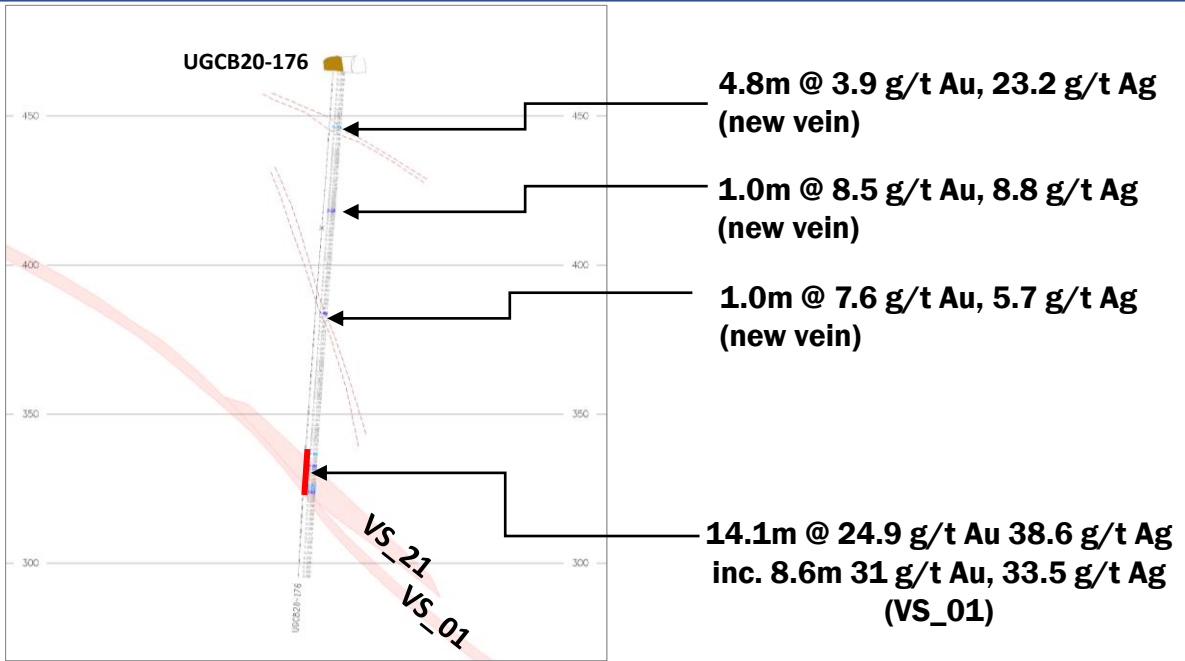 UGCB20-176
4.8m @ 3.9 g/t Au, 23.2 g/t Ag
(new vein)
450
450
1.0m @ 8.5 g/t Au, 8.8 g/t Ag
(new vein)
400
400
1.0m @ 7.6 g/t Au, 5.7 g/t Ag
(new vein)
350
350
14.1m @ 24.9 g/t Au 38.6 g/t Ag
inc. 8.6m 31 g/t Au, 33.5 g/t Ag
(VS_01)
VS_21
300
300
VS_01
UGCB20-176